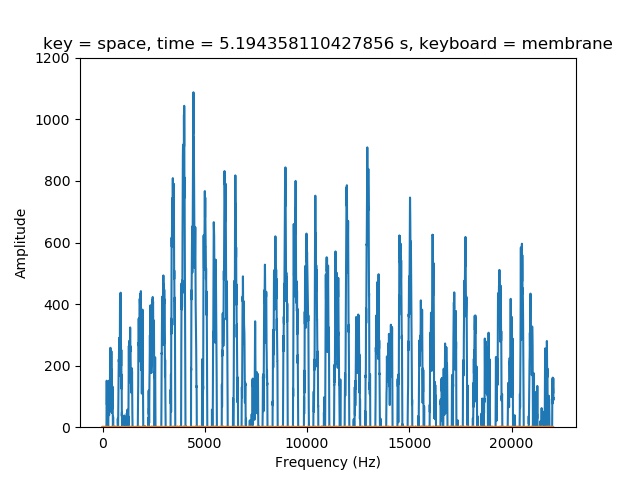 key = space, time = 5.194358110427856 s, keyboard = membrane
1200
1000
800
600
400
200
0
Amplitude
0 5000 10000 15000 20000
Frequency (Hz)